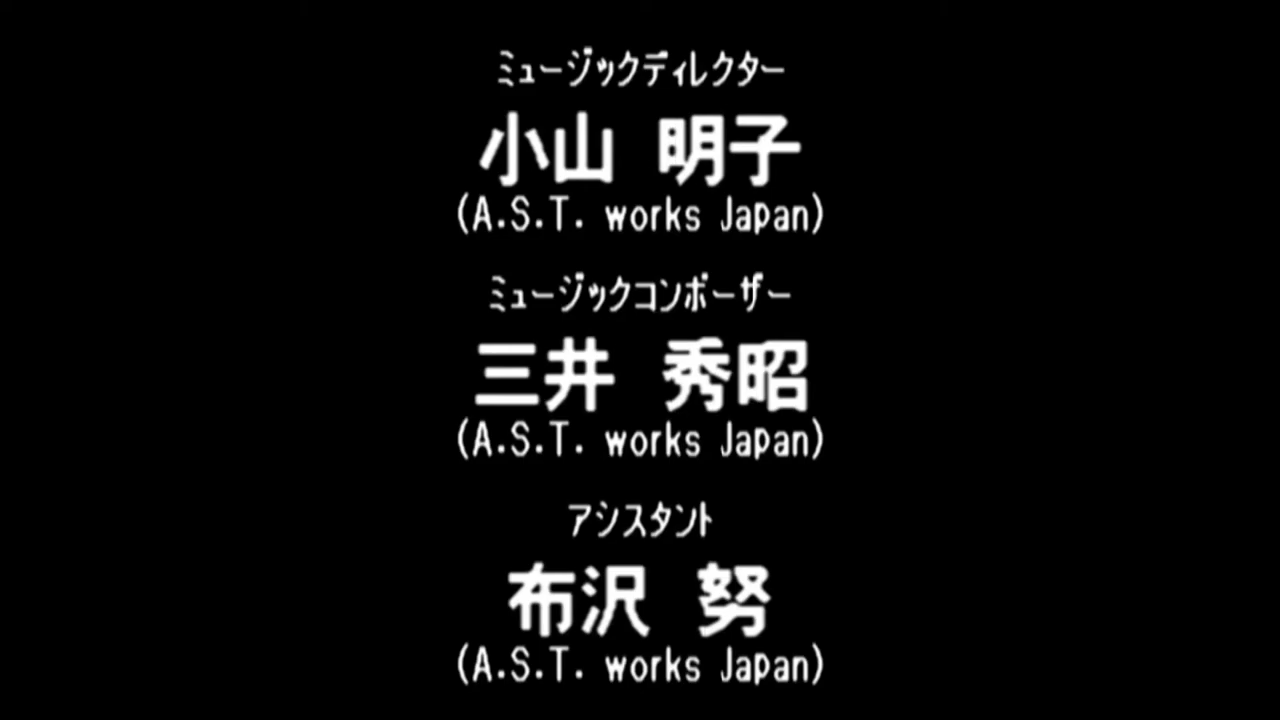 ミュージックディレクター
小山 明子
(A.S.T. works Japan)
ミュージックコンポーザー
三井 秀昭
(A.S.T. works Japan)
アシスタント
布沢 努
(A.S.T. works Japan)